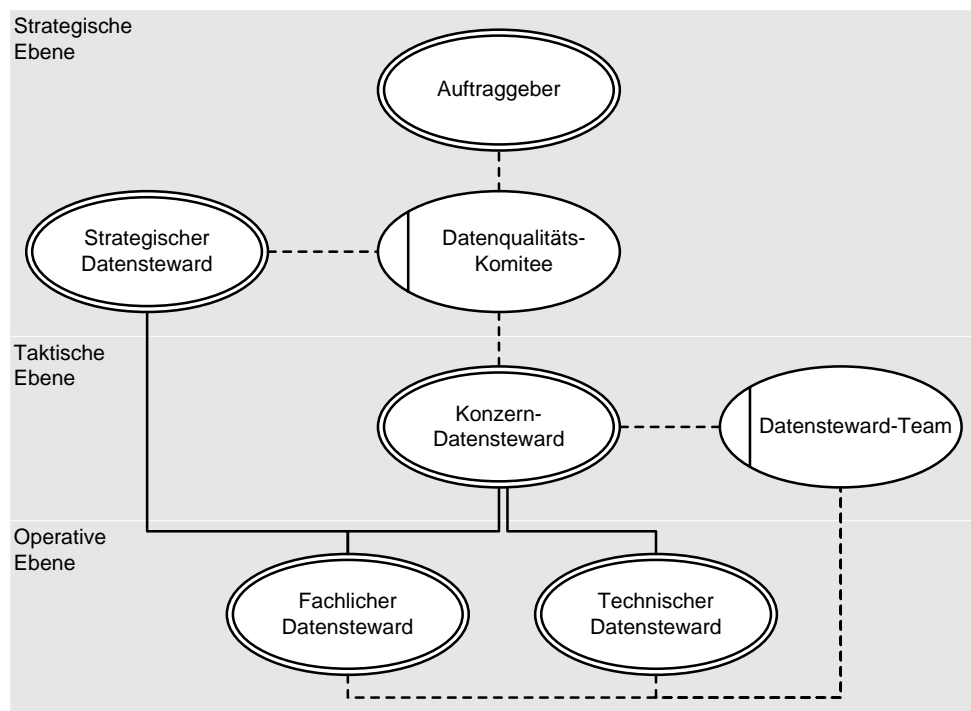 Strategische
Ebene
Auftraggeber
Strategischer
Datensteward
Datenqualitäts-
Komitee
Taktische
Ebene
Konzern-
Datensteward
Datensteward-Team
Operative
Ebene
Fachlicher
Datensteward
Technischer
Datensteward